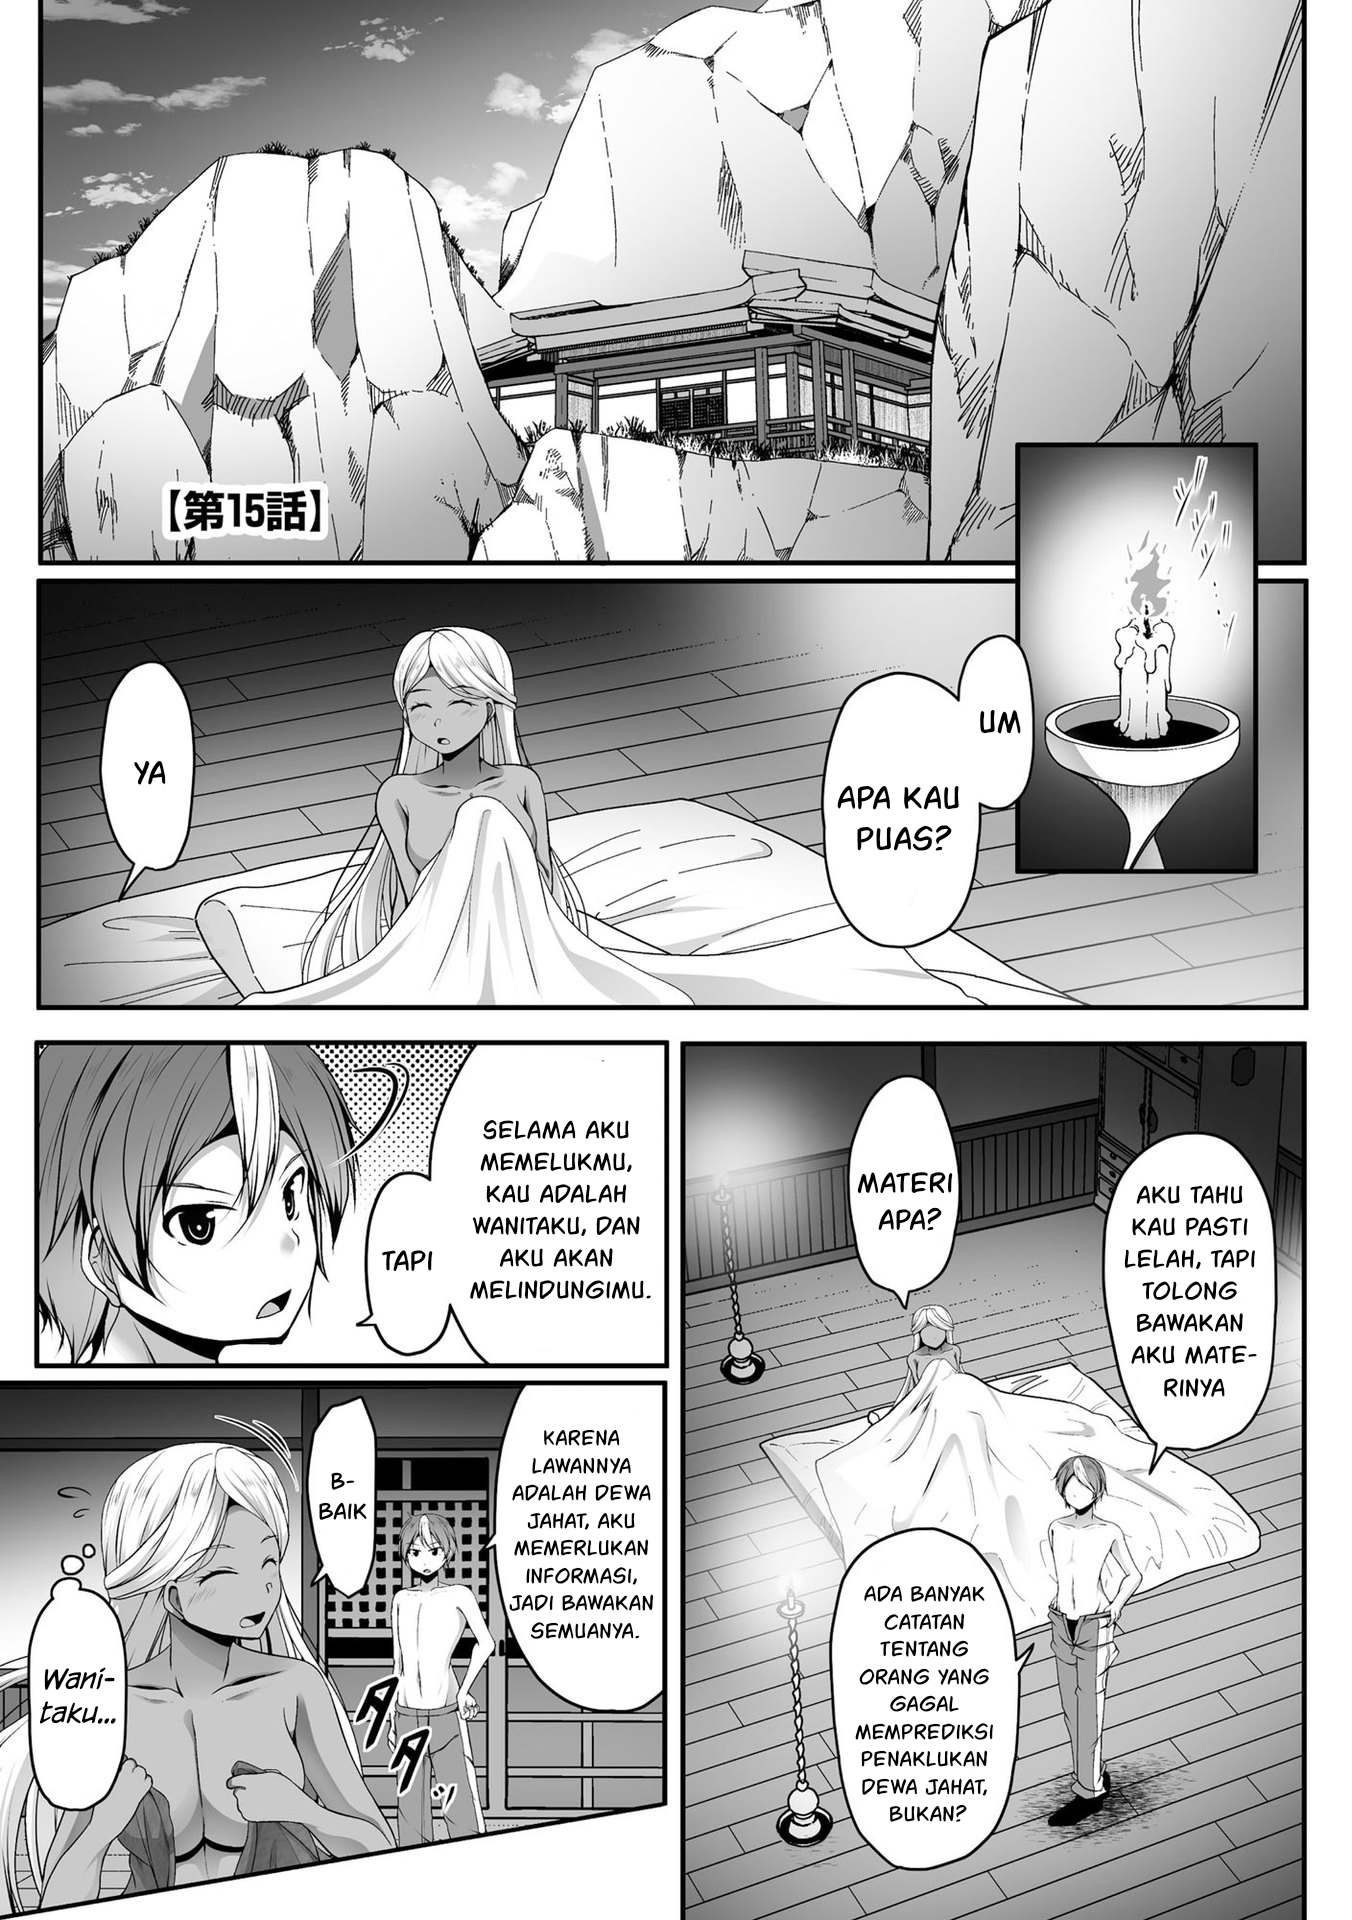 【第15話】
UM
APA KAU
PUAS?
YA
AKU TAHU
KAU PASTI
LELAH, TAPI
TOLONG
BAWAKAN
AKU MATE-
RINYA
MATERI
APA?
ADA BANYAK
CATATAN
TENTANG
ORANG YANG
GAGAL
MEMPREDIKSI
PENAKLUKAN
DEWA JAHAT,
BUKAN?
SELAMA AKU
MEMELUKMU,
KAU ADALAH
WANITAKU, DAN
AKU AKAN
MELINDUNGIMU.
TAPI
KARENA
LAWANNYA
ADALAH DEWA
JAHAT, AKU
MEMERLUKAN
INFORMASI,
JADI BAWAKAN
SEMUANYA.
B-
BAIK
タタッ
Wani-
taku...